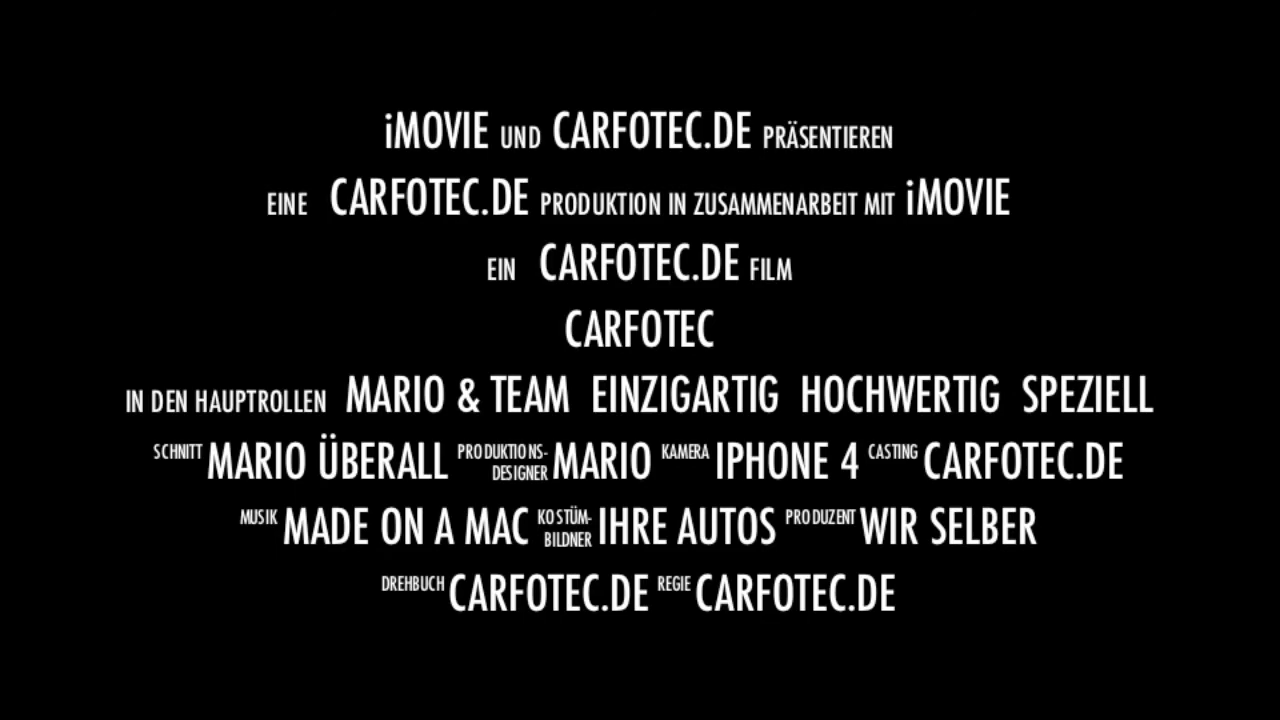 iMOVIE UND CARFOTEC.DE PRÄSENTIEREN
EINE CARFOTEC.DE PRODUKTION IN ZUSAMMENARBEIT MIT iMOVIE
EIN CARFOTEC.DE FILM
CARFOTEC
IN DEN HAUPTROLLEN MARIO & TEAM EINZIGARTIG HOCHWERTIG SPEZIELL
SCHNITT MARIO ÜBERALL PRODUKTIONS-DESIGNER MARIO KAMERA IPHONE 4 CASTING CARFOTEC.DE
MUSIK MADE ON A MAC KOSTÜM-BILDNER IHRE AUTOS PRODUZENT WIR SELBER
DREHBUCH CARFOTEC.DE REGIE CARFOTEC.DE